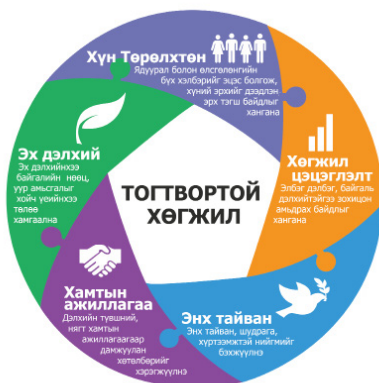 Хүн Төрөлхтөн
Ядуурал болон өлсгөлөнгийн
бүх хэлбэрийг эцэс болгож,
хүний эрхийг дээдлэн
эрх тэгш байдлыг
хангана
Эх дэлхий
Эх дэлхийнхээ
байгалийн нөөц,
уур амьсгалыг
хойч үеийнхээ
төлөө
хамгаална
ТОГТВОРТОЙ
ХӨГЖИЛ
Хөгжил
цэцэглэлт
Элбэг дэлбэг, байгаль
дэлхийтэйгээ зохицон
амьдрах байдлыг
хангана
Хамтын
ажиллагаа
Дэлхийн түвшний,
нягт хамтын
ажиллагаагаар
дамжуулан
хөтөлбөрийг
хэрэгжүүлнэ
Энх тайван
Энх тайван, шударга,
хүртээмжтэй нийгмийг
бэхжүүлнэ